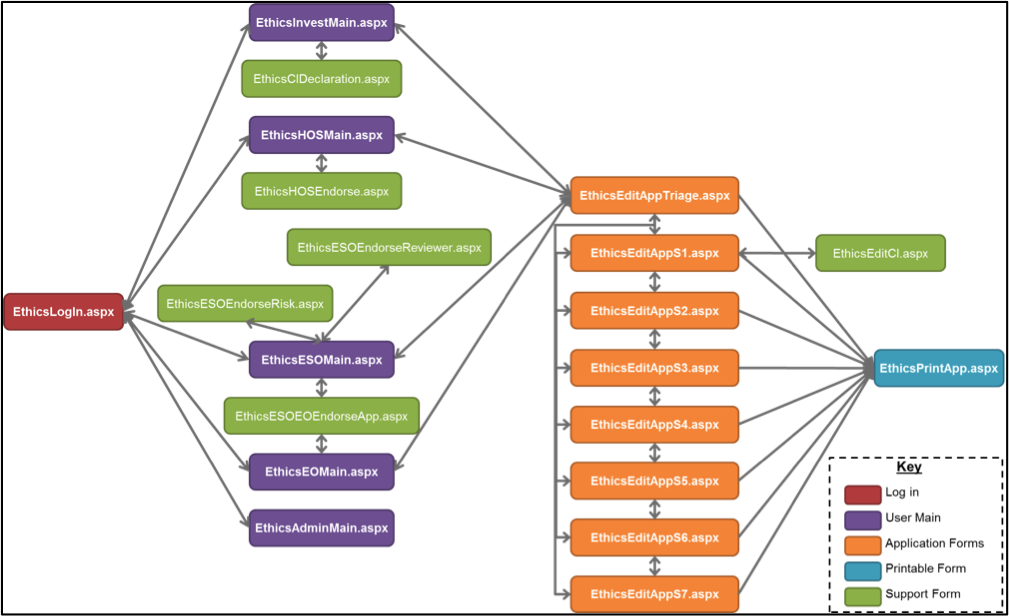 EthicsInvestMain.aspx
EthicsCIDeclaration.aspx
EthicsHOSMain.aspx
EthicsHOSEndorse.aspx
EthicsEditAppTriage.aspx
EthicsESOEndorseReviewer.aspx
EthicsEditAppS1.aspx
EthicsEditCI.aspx
EthicsESOEndorseRisk.aspx
EthicsLogIn.aspx
EthicsEditAppS2.aspx
EthicsESOMain.aspx
EthicsEditAppS3.aspx
EthicsPrintApp.aspx
EthicsESOEOEndorseApp.aspx
EthicsEditAppS4.aspx
EthicsEOMain.aspx
EthicsEditAppS5.aspx
EthicsAdminMain.aspx
EthicsEditAppS6.aspx
EthicsEditAppS7.aspx
Key
Log in
User Main
Application Forms
Printable Form
Support Form